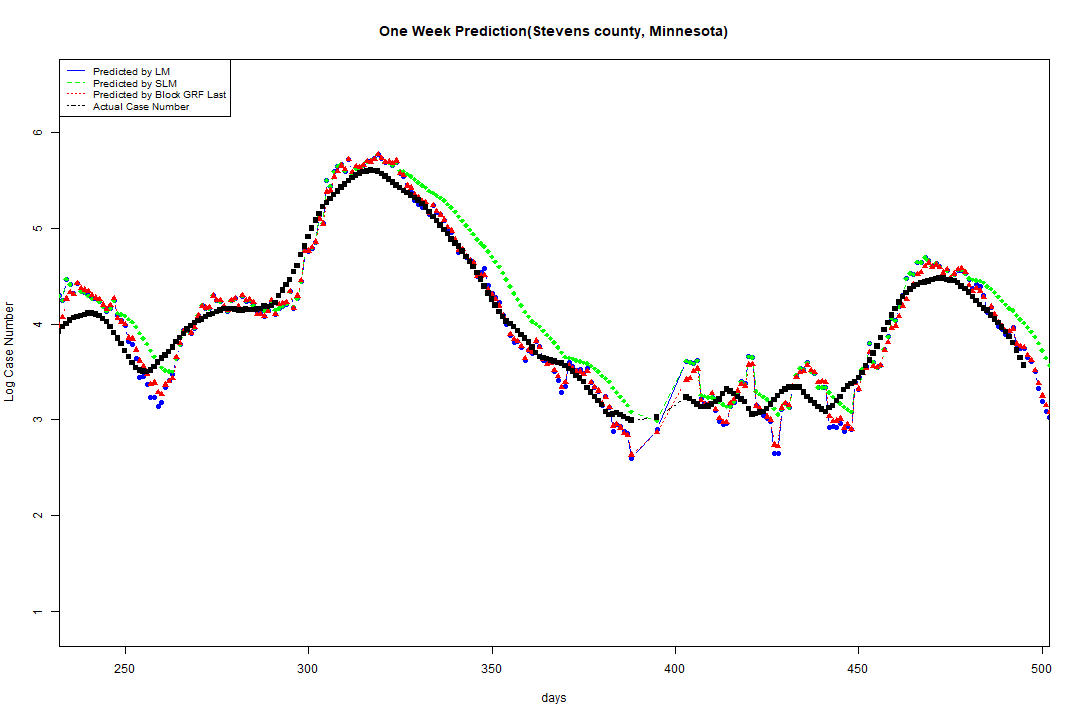 One Week Prediction(Stevens county, Minnesota)
Predicted by LM
Predicted by SLM
Predicted by Block GRF Last
Actual Case Number
6
5
4
3
2
1
Log Case Number
250 300 350 400 450 500
days